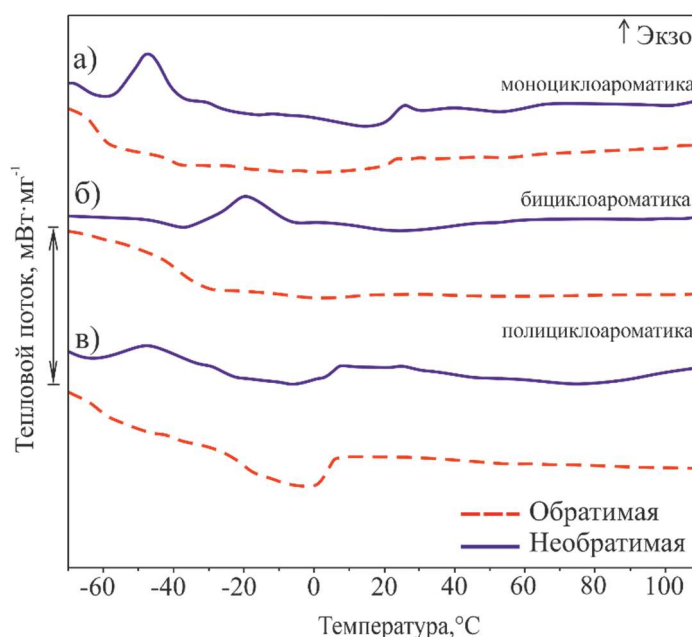 ↑ Экзо
а)
моноциклоароматика
б)
бициклоароматика
в)
полициклоароматика
Тепловой поток, мВт·мг⁻¹
Обратимая
Необратимая
-60 -40 -20 0 20 40 60 80 100
Температура,°C